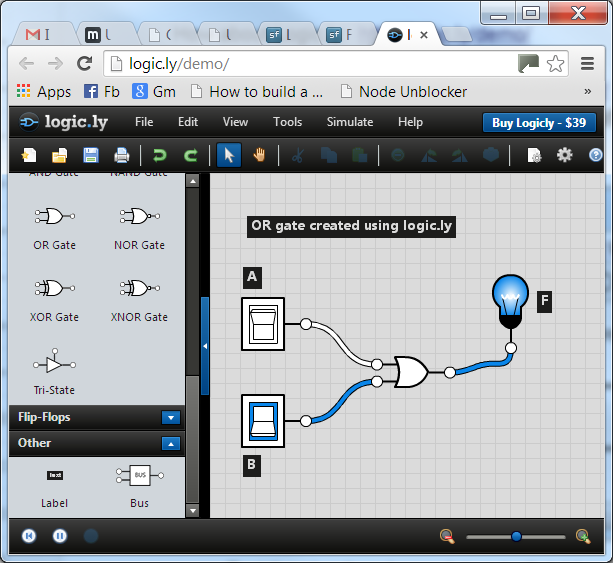 I
L
C
L
L
F
logic.ly/demo/
Apps
Fb
Gm
How to build a ...
Node Unblocker
»
logic.ly
File
Edit
View
Tools
Simulate
Help
Buy Logicly - $39
AND Gate
NAND Gate
OR Gate
NOR Gate
XOR Gate
XNOR Gate
Tri-State
Flip-Flops
Other
text
BUS
Label
Bus
OR gate created using logic.ly
A
F
B